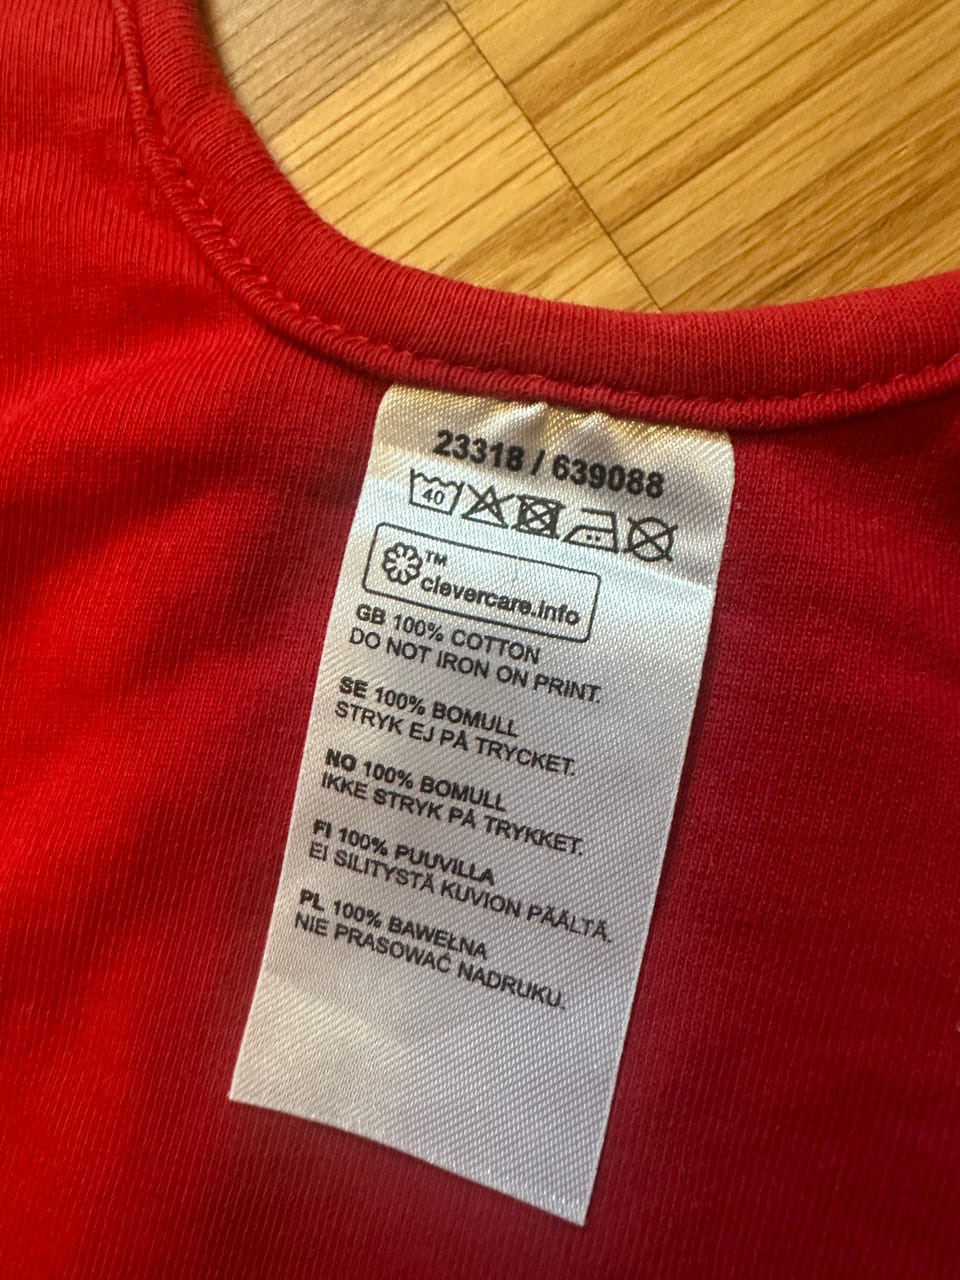 23318 / 639088
40
TM
clevercare.info
GB 100% COTTON
DO NOT IRON ON PRINT.
SE 100% BOMULL
STRYK EJ PÅ TRYCKET.
NO 100% BOMULL
IKKE STRYK PÅ TRYKKET.
FI 100% PUUVILLA
EI SILITYSTÄ KUVION PÄÄLTÄ.
PL 100% BAWEŁNA
NIE PRASOWAĆ NADRUKU.